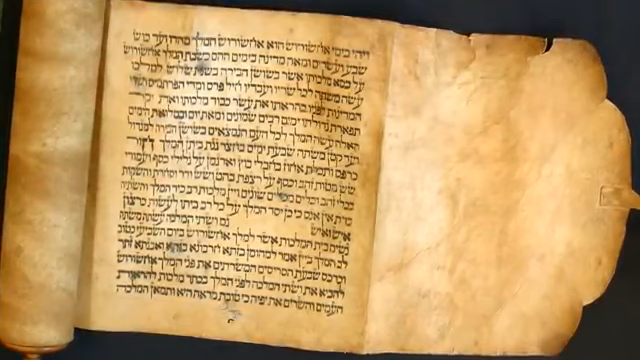 ויהי בימי אחשורוש הוא אחשורוש המלך מהדו ועד כוש
שבע ועשרים ומאה מדינה בימים ההם כשבת המלך אחשורוש
על כסא מלכותו אשר בשושן הבירה בשנת שלוש למלכו
עשה משתה לכל שריו ועבדיו חיל פרס ומדי הפרתמים ושרי
המדינות לפניו בהראתו את עשר כבוד מלכותו ואת יקר
תפארת גדולתו ימים רבים שמונים ומאת יום ובמלואת הימים
האלה עשה המלך לכל העם הנמצאים בשושן הבירה למגדול
ועד קטן משתה שבעת ימים בחצר גנת ביתן המלך חור
כרפס ותכלת אחוז בחבלי בוץ וארגמן על גלילי כסף ועמודי
שש מטות זהב וכסף על רצפת בהט ושש ודר וסחרת והשקות
בכלי זהב וכלים מכלים שונים ויין מלכות רב כיד המלך והשתיה
כדת אין אנס כי כן יסד המלך על כל רב ביתו לעשות כרצון
איש ואיש גם ושתי המלכה עשתה משתה
נשים בית המלכות אשר למלך אחשורוש ביום השביעי כטוב
לב המלך ביין אמר למהומן בזתא חרבונא בגתא ואבגתא זתר
וכרכס שבעת הסריסים המשרתים את פני המלך אחשורוש
להביא את ושתי המלכה לפני המלך בכתר מלכות להראות
העמים והשרים את יפיה כי טובת מראה היא ותמאן המלכה